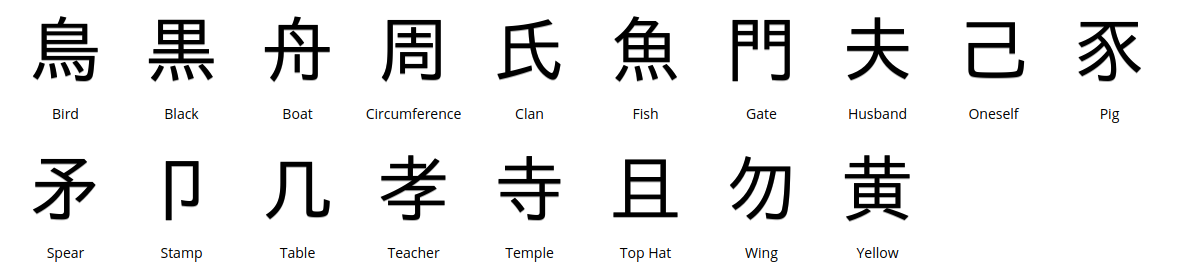 鳥 黒 舟 周 氏 魚 門 夫 己 豕
Bird Black Boat Circumference Clan Fish Gate Husband Oneself Pig
矛 卩 几 孝 寺 且 勿 黄
Spear Stamp Table Teacher Temple Top Hat Wing Yellow